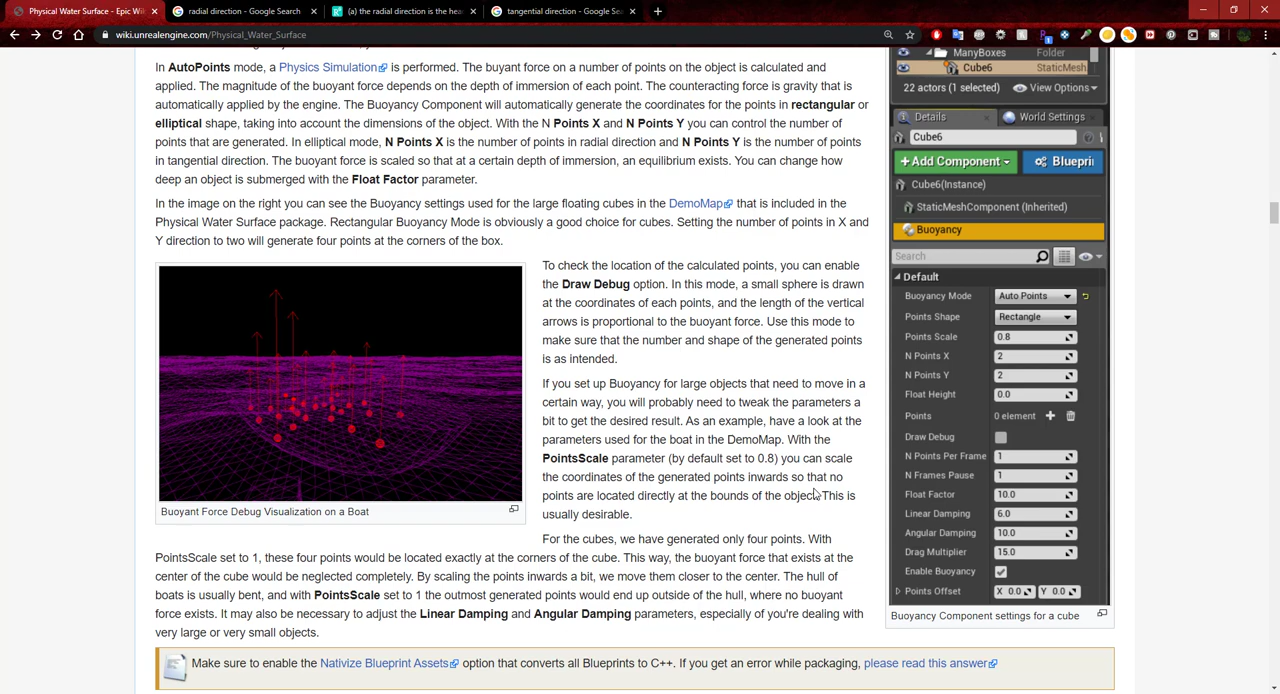 Physical Water Surface - Epic Wi
radial direction - Google Search
(a) the radial direction is the hea
tangential direction - Google Sea
wiki.unrealengine.com/Physical_Water_Surface
In AutoPoints mode, a Physics Simulation is performed. The buyant force on a number of points on the object is calculated and
applied. The magnitude of the buoyant force depends on the depth of immersion of each point. The counteracting force is gravity that is
automatically applied by the engine. The Buoyancy Component will automatically generate the coordinates for the points in rectangular or
elliptical shape, taking into account the dimensions of the object. With the N Points X and N Points Y you can control the number of
points that are generated. In elliptical mode, N Points X is the number of points in radial direction and N Points Y is the number of points
in tangential direction. The buoyant force is scaled so that at a certain depth of immersion, an equilibrium exists. You can change how
deep an object is submerged with the Float Factor parameter.
In the image on the right you can see the Buoyancy settings used for the large floating cubes in the DemoMap that is included in the
Physical Water Surface package. Rectangular Buoyancy Mode is obviously a good choice for cubes. Setting the number of points in X and
Y direction to two will generate four points at the corners of the box.
To check the location of the calculated points, you can enable
the Draw Debug option. In this mode, a small sphere is drawn
at the coordinates of each points, and the length of the vertical
arrows is proportional to the buoyant force. Use this mode to
make sure that the number and shape of the generated points
is as intended.
If you set up Buoyancy for large objects that need to move in a
certain way, you will probably need to tweak the parameters a
bit to get the desired result. As an example, have a look at the
parameters used for the boat in the DemoMap. With the
PointsScale parameter (by default set to 0.8) you can scale
the coordinates of the generated points inwards so that no
points are located directly at the bounds of the object. This is
usually desirable.
Buoyant Force Debug Visualization on a Boat
For the cubes, we have generated only four points. With
PointsScale set to 1, these four points would be located exactly at the corners of the cube. This way, the buoyant force that exists at the
center of the cube would be neglected completely. By scaling the points inwards a bit, we move them closer to the center. The hull of
boats is usually bent, and with PointsScale set to 1 the outmost generated points would end up outside of the hull, where no buoyant
force exists. It may also be necessary to adjust the Linear Damping and Angular Damping parameters, especially of you're dealing with
very large or very small objects.
Make sure to enable the Nativize Blueprint Assets option that converts all Blueprints to C++. If you get an error while packaging, please read this answer
ManyBoxes Folder
Cube6 StaticMesh
22 actors (1 selected) View Options
Details World Settings
Cube6
+Add Component Bluepri
Cube6(Instance)
StaticMeshComponent (Inherited)
Buoyancy
Search
Default
Buoyancy Mode Auto Points
Points Shape Rectangle
Points Scale 0.8
N Points X 2
N Points Y 2
Float Height 0.0
Points 0 element
Draw Debug
N Points Per Frame 1
N Frames Pause 1
Float Factor 10.0
Linear Damping 6.0
Angular Damping 10.0
Drag Multiplier 15.0
Enable Buoyancy
Points Offset X 0.0 Y 0.0
Buoyancy Component settings for a cube